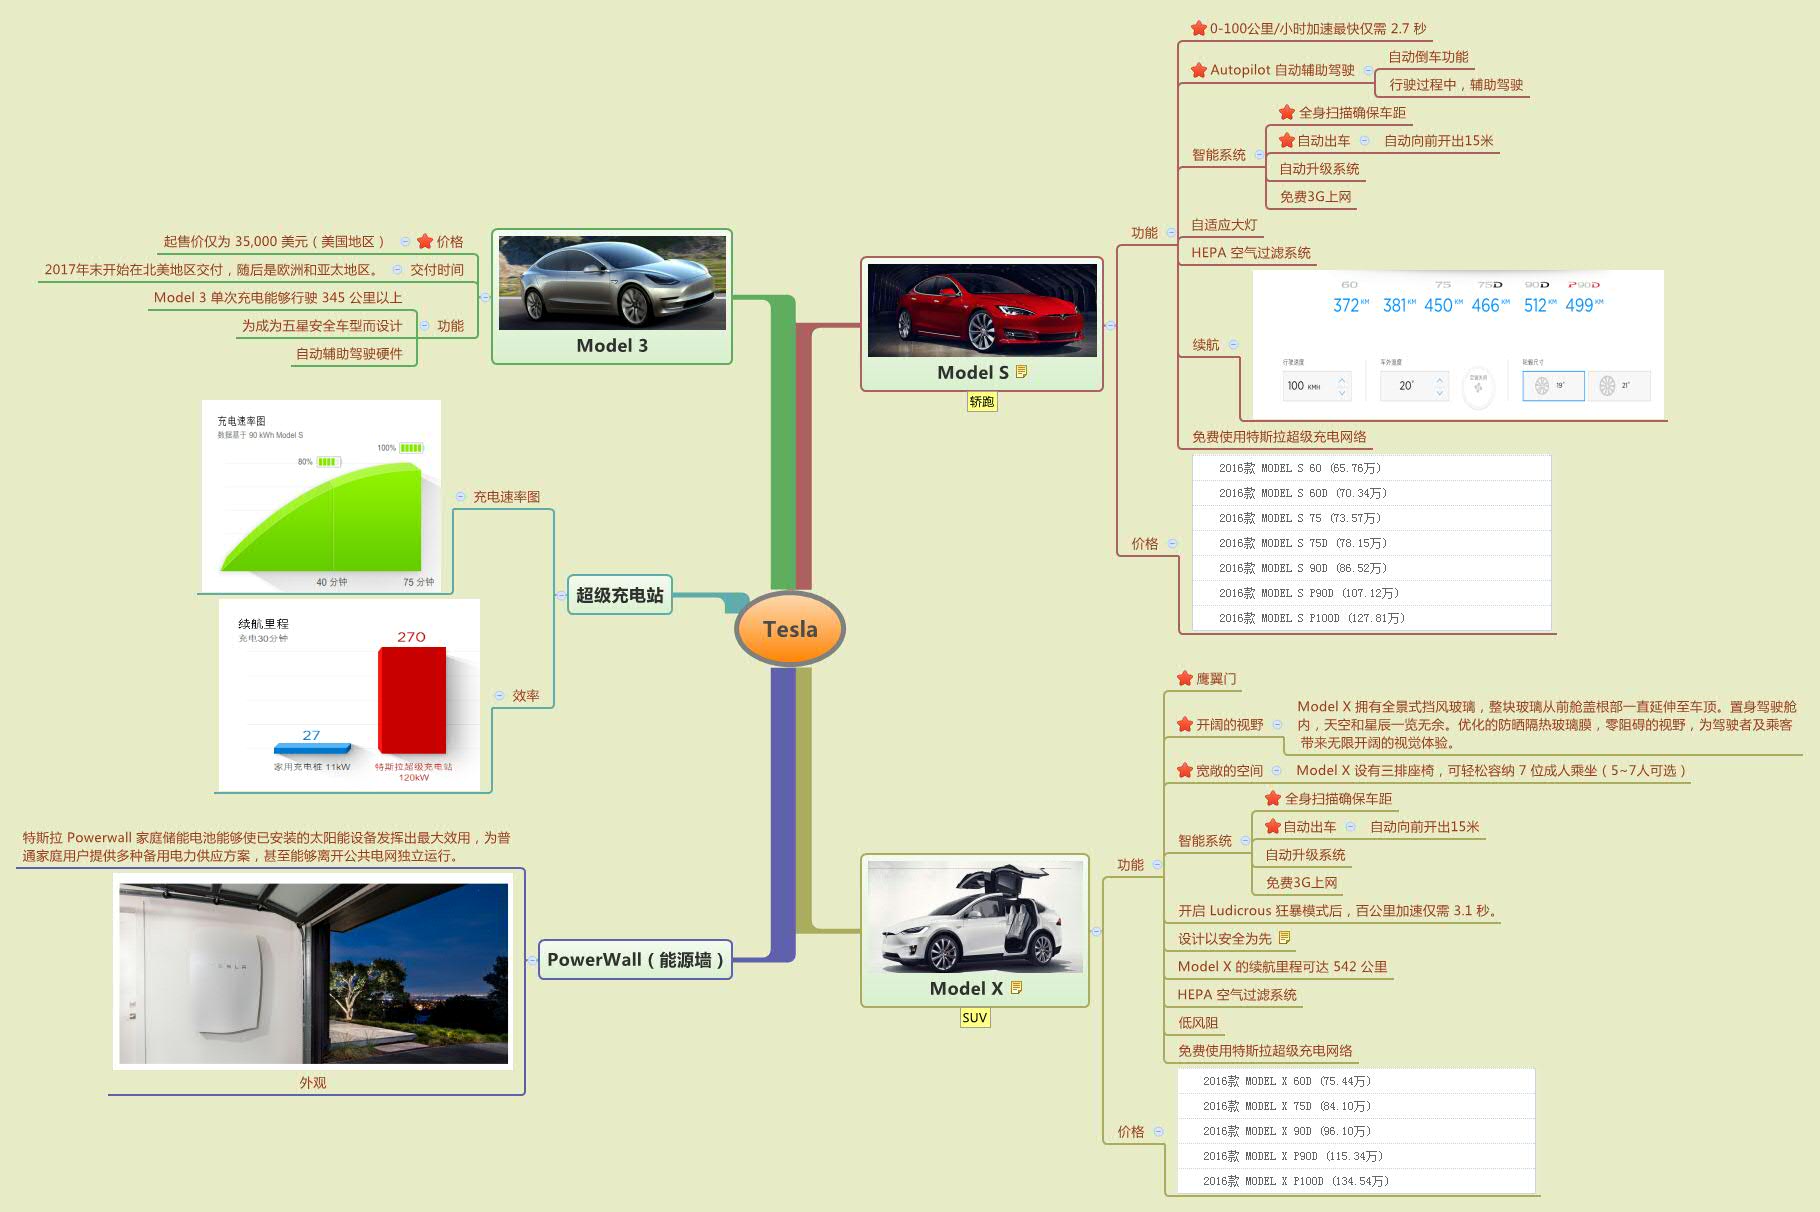 Tesla
Model S
轿跑
功能
0-100公里/小时加速最快仅需 2.7 秒
Autopilot 自动辅助驾驶
自动倒车功能
行驶过程中，辅助驾驶
智能系统
全身扫描确保车距
自动出车
自动向前开出15米
自动升级系统
免费3G上网
自适应大灯
HEPA 空气过滤系统
续航
60 75 75D 90D P90D
372KM 381KM 450KM 466KM 512KM 499KM
行驶速度 车外温度 轮毂尺寸
100 KMH 20° 19" 21"
免费使用特斯拉超级充电网络
价格
2016款 MODEL S 60 (65.76万)
2016款 MODEL S 60D (70.34万)
2016款 MODEL S 75 (73.57万)
2016款 MODEL S 75D (78.15万)
2016款 MODEL S 90D (86.52万)
2016款 MODEL S P90D (107.12万)
2016款 MODEL S P100D (127.81万)
Model X
SUV
功能
鹰翼门
开阔的视野
Model X 拥有全景式挡风玻璃，整块玻璃从前舱盖根部一直延伸至车顶。置身驾驶舱
内，天空和星辰一览无余。优化的防晒隔热玻璃膜，零阻碍的视野，为驾驶者及乘客
带来无限开阔的视觉体验。
宽敞的空间
Model X 设有三排座椅，可轻松容纳 7 位成人乘坐（5~7人可选）
智能系统
全身扫描确保车距
自动出车
自动向前开出15米
自动升级系统
免费3G上网
开启 Ludicrous 狂暴模式后，百公里加速仅需 3.1 秒。
设计以安全为先
Model X 的续航里程可达 542 公里
HEPA 空气过滤系统
低风阻
免费使用特斯拉超级充电网络
价格
2016款 MODEL X 60D (75.44万)
2016款 MODEL X 75D (84.10万)
2016款 MODEL X 90D (96.10万)
2016款 MODEL X P90D (115.34万)
2016款 MODEL X P100D (134.54万)
Model 3
价格
起售价仅为 35,000 美元（美国地区）
交付时间
2017年末开始在北美地区交付，随后是欧洲和亚太地区。
功能
Model 3 单次充电能够行驶 345 公里以上
为成为五星安全车型而设计
自动辅助驾驶硬件
超级充电站
充电速率图
充电速率图
数据基于 90 kWh Model S
80%
100%
40 分钟
75 分钟
效率
续航里程
充电30分钟
270
27
家用充电桩 11kW
特斯拉超级充电站
120kW
PowerWall（能源墙）
特斯拉 Powerwall 家庭储能电池能够使已安装的太阳能设备发挥出最大效用，为普
通家庭用户提供多种备用电力供应方案，甚至能够离开公共电网独立运行。
TESLA
外观